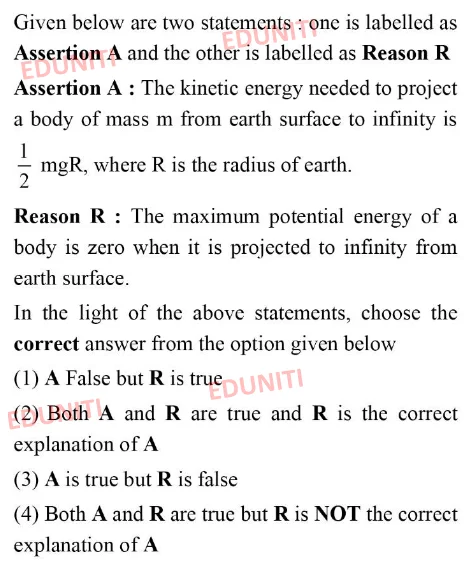 Given below are two statements : one is labelled as
Assertion A and the other is labelled as Reason R
Assertion A : The kinetic energy needed to project
a body of mass m from earth surface to infinity is
1/2 mgR, where R is the radius of earth.
Reason R : The maximum potential energy of a
body is zero when it is projected to infinity from
earth surface.
In the light of the above statements, choose the
correct answer from the option given below
(1) A False but R is true
(2) Both A and R are true and R is the correct
explanation of A
(3) A is true but R is false
(4) Both A and R are true but R is NOT the correct
explanation of A
EDUNITI
EDUNITI
EDUNITI
EDUNITI